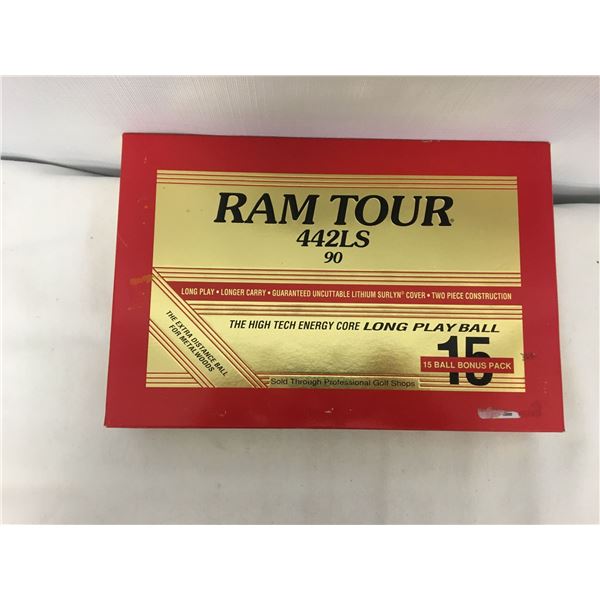 RAM TOUR®
442LS
90
LONG PLAY • LONGER CARRY • GUARANTEED UNCUTTABLE LITHIUM SURLYN® COVER • TWO PIECE CONSTRUCTION
THE HIGH TECH ENERGY CORE LONG PLAY BALL
THE EXTRA DISTANCE BALL
FOR METALWOODS
15
15 BALL BONUS PACK
Sold Through Professional Golf Shops